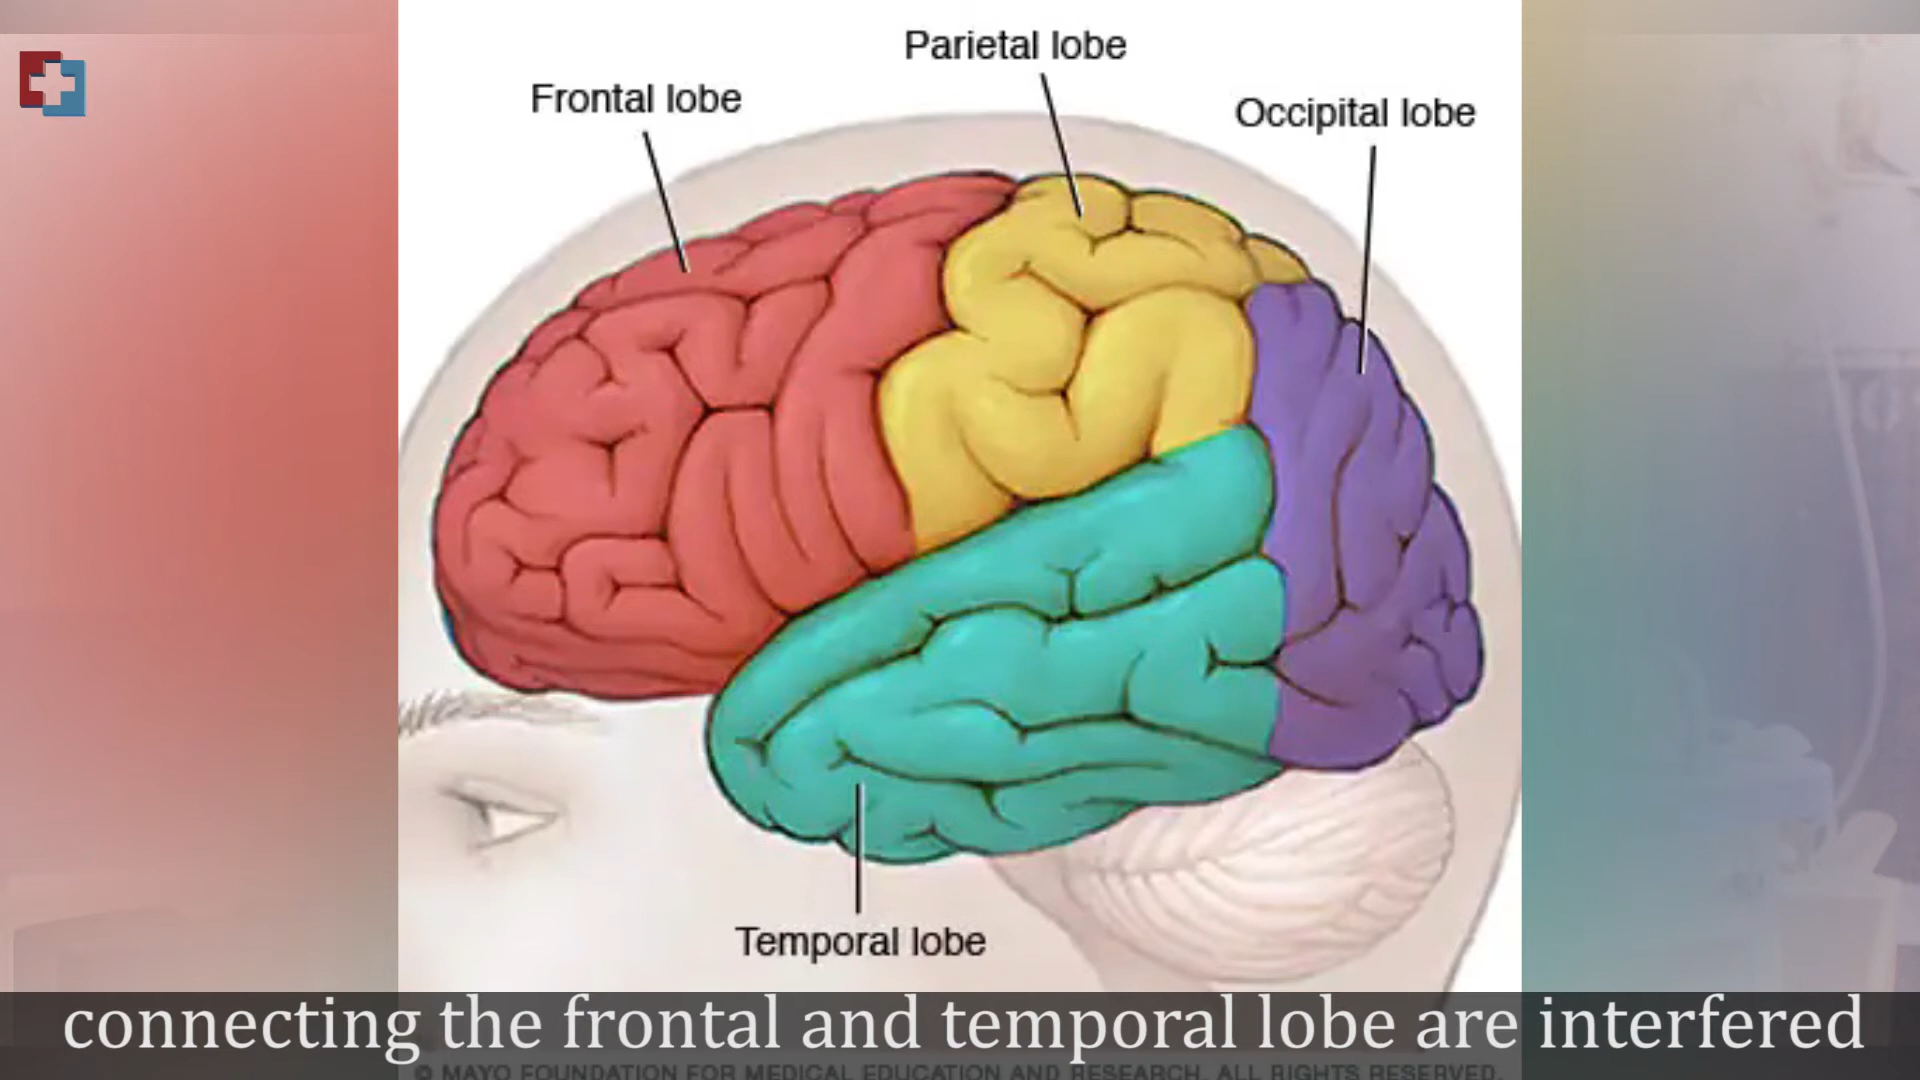 Parietal lobe
Frontal lobe
Occipital lobe
Temporal lobe
connecting the frontal and temporal lobe are interfered
© MAYO FOUNDATION FOR MEDICAL EDUCATION AND RESEARCH. ALL RIGHTS RESERVED.